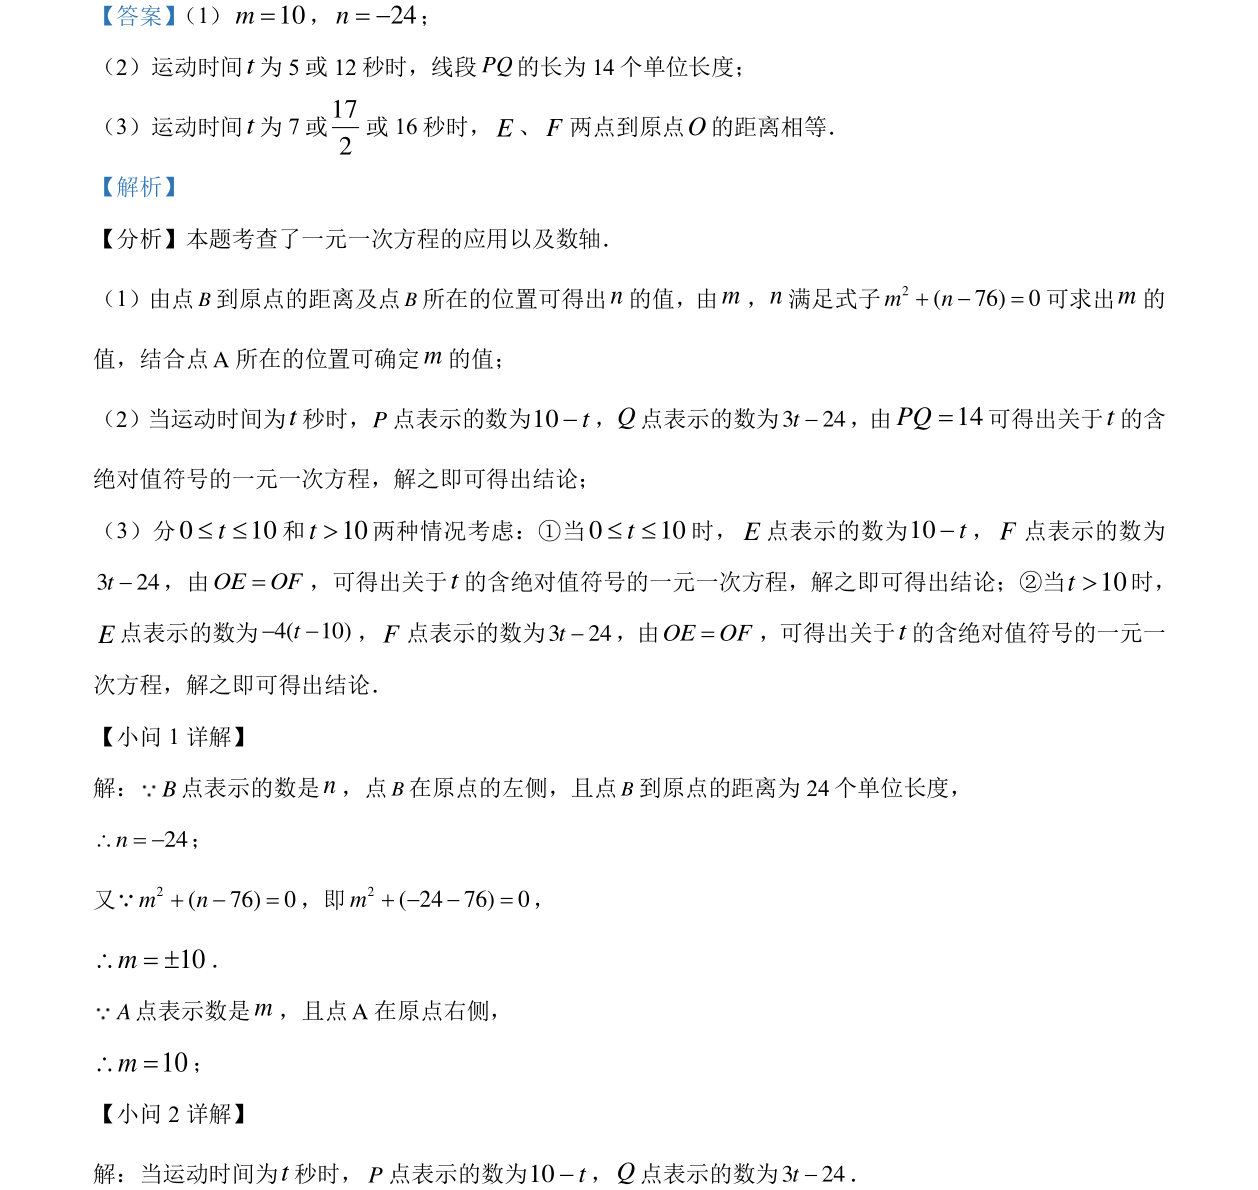 【答案】（1）m=10，n=−24；
（2）运动时间t为 5 或 12 秒时，线段PQ的长为 14 个单位长度；
（3）运动时间t为 7 或17/2或 16 秒时，E、F两点到原点O的距离相等．
【解析】
【分析】本题考查了一元一次方程的应用以及数轴．
（1）由点B到原点的距离及点B所在的位置可得出n的值，由m，n满足式子m²+(n−76)=0可求出m的
值，结合点A所在的位置可确定m的值；
（2）当运动时间为t秒时，P点表示的数为10−t，Q点表示的数为3t−24，由PQ=14可得出关于t的含
绝对值符号的一元一次方程，解之即可得出结论；
（3）分0≤t≤10和t>10两种情况考虑：①当0≤t≤10时，E点表示的数为10−t，F点表示的数为
3t−24，由OE=OF，可得出关于t的含绝对值符号的一元一次方程，解之即可得出结论；②当t>10时，
E点表示的数为−4(t−10)，F点表示的数为3t−24，由OE=OF，可得出关于t的含绝对值符号的一元一
次方程，解之即可得出结论．
【小问 1 详解】
解：∵B点表示的数是n，点B在原点的左侧，且点B到原点的距离为 24 个单位长度，
∴n=−24；
又∵m²+(n−76)=0，即m²+(−24−76)=0，
∴m=±10．
∵A点表示数是m，且点A在原点右侧，
∴m=10；
【小问 2 详解】
解：当运动时间为t秒时，P点表示的数为10−t，Q点表示的数为3t−24．